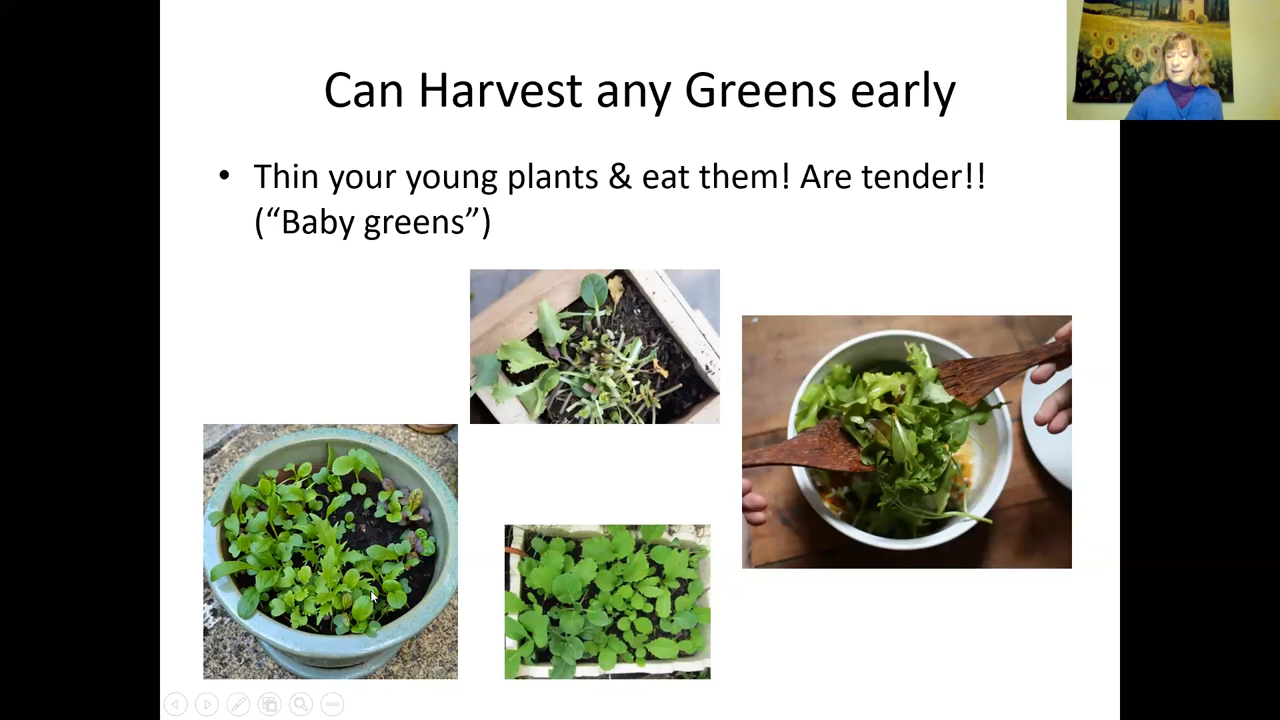 Can Harvest any Greens early
• Thin your young plants & eat them! Are tender!!
(“Baby greens”)